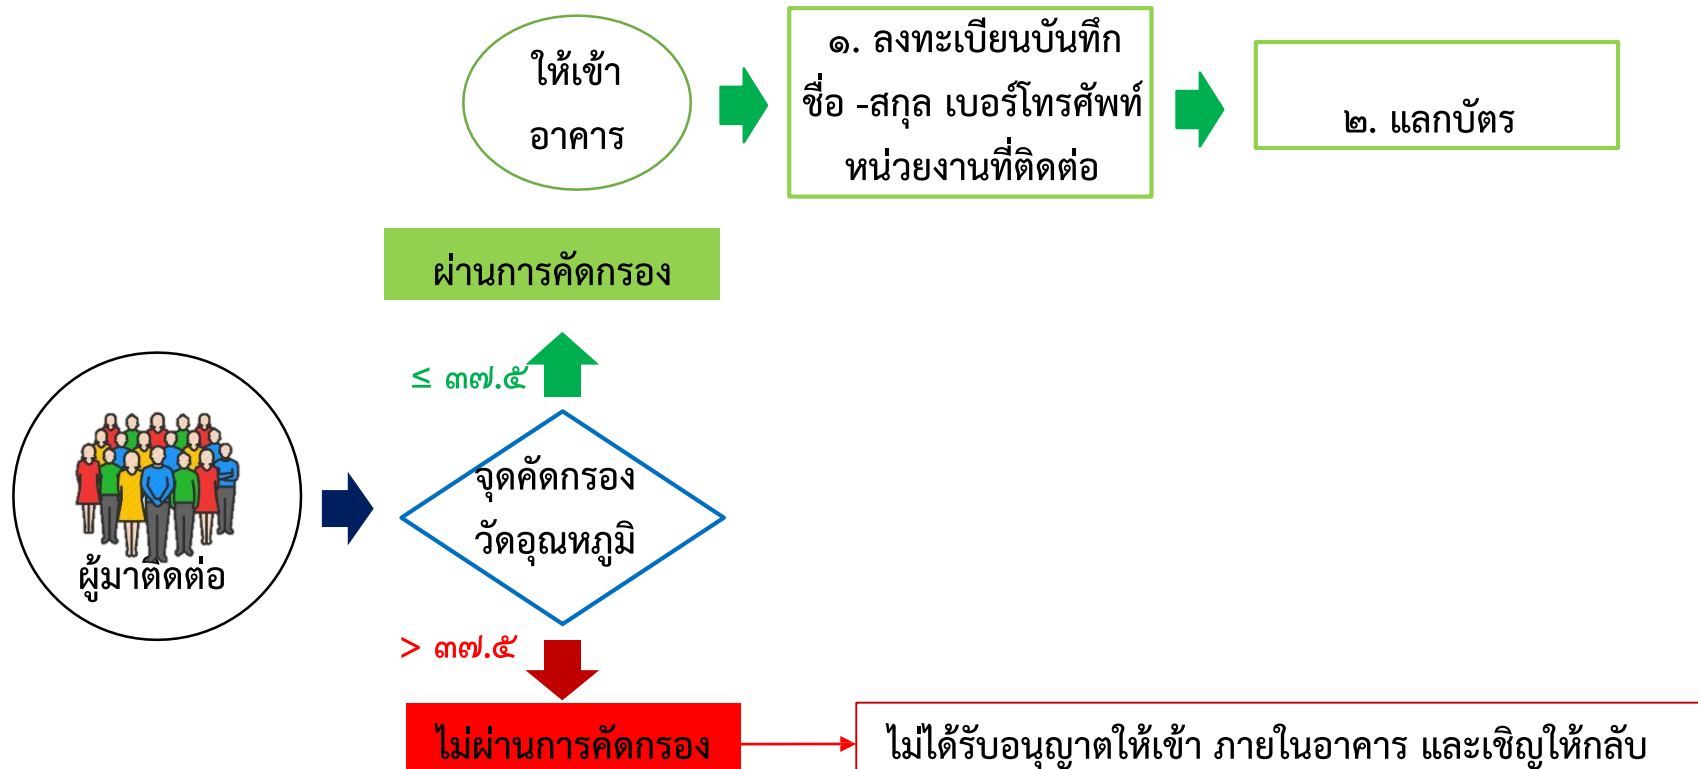 ให้เข้า
อาคาร
๑. ลงทะเบียนบันทึก
ชื่อ -สกุล เบอร์โทรศัพท์
หน่วยงานที่ติดต่อ
๒. แลกบัตร
ผ่านการคัดกรอง
≤ ๓๗.๕
จุดคัดกรอง
วัดอุณหภูมิ
ผู้มาติดต่อ
> ๓๗.๕
ไม่ผ่านการคัดกรอง
ไม่ได้รับอนุญาตให้เข้า ภายในอาคาร และเชิญให้กลับ